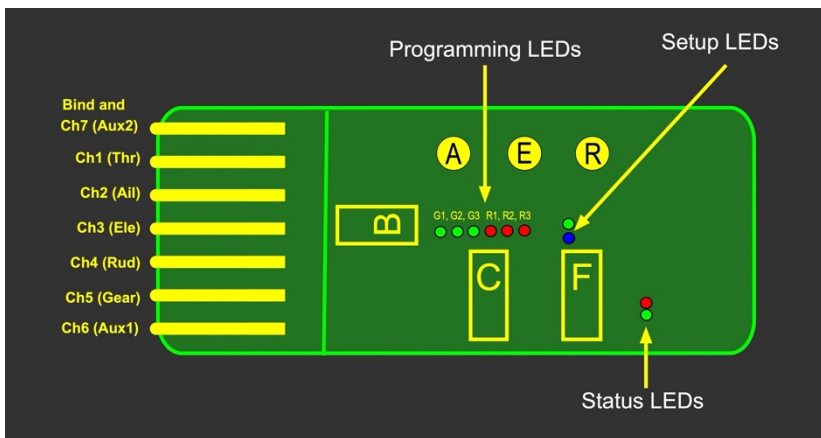 Programming LEDs
Setup LEDs
Bind and
Ch7 (Aux2)
Ch1 (Thr)
Ch2 (Ail)
Ch3 (Ele)
Ch4 (Rud)
Ch5 (Gear)
Ch6 (Aux1)
A E R
B
G1, G2, G3 R1, R2, R3
C
F
Status LEDs